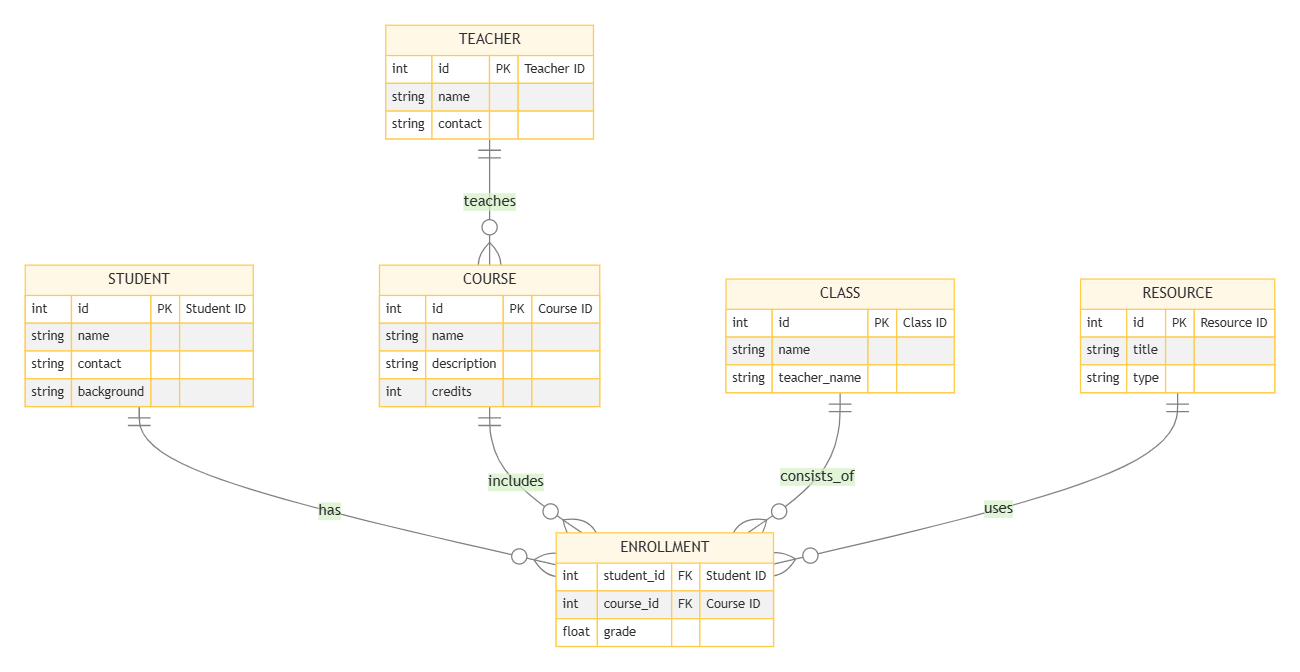 TEACHER
int id PK Teacher ID
string name
string contact
teaches
STUDENT
int id PK Student ID
string name
string contact
string background
COURSE
int id PK Course ID
string name
string description
int credits
CLASS
int id PK Class ID
string name
string teacher_name
RESOURCE
int id PK Resource ID
string title
string type
has
includes
consists_of
uses
ENROLLMENT
int student_id FK Student ID
int course_id FK Course ID
float grade